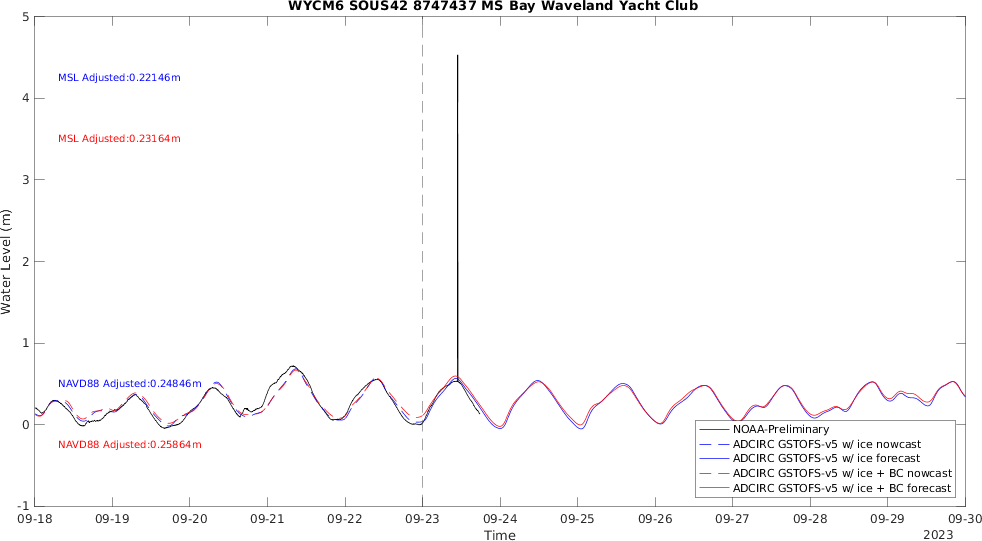 WYCM6 SOUS42 8747437 MS Bay Waveland Yacht Club
5
4
3
2
1
0
-1
Water Level (m)
MSL Adjusted:0.22146m
MSL Adjusted:0.23164m
NAVD88 Adjusted:0.24846m
NAVD88 Adjusted:0.25864m
NOAA-Preliminary
ADCIRC GSTOFS-v5 w/ ice nowcast
ADCIRC GSTOFS-v5 w/ ice forecast
ADCIRC GSTOFS-v5 w/ ice + BC nowcast
ADCIRC GSTOFS-v5 w/ ice + BC forecast
09-18 09-19 09-20 09-21 09-22 09-23 09-24 09-25 09-26 09-27 09-28 09-29 09-30
Time
2023